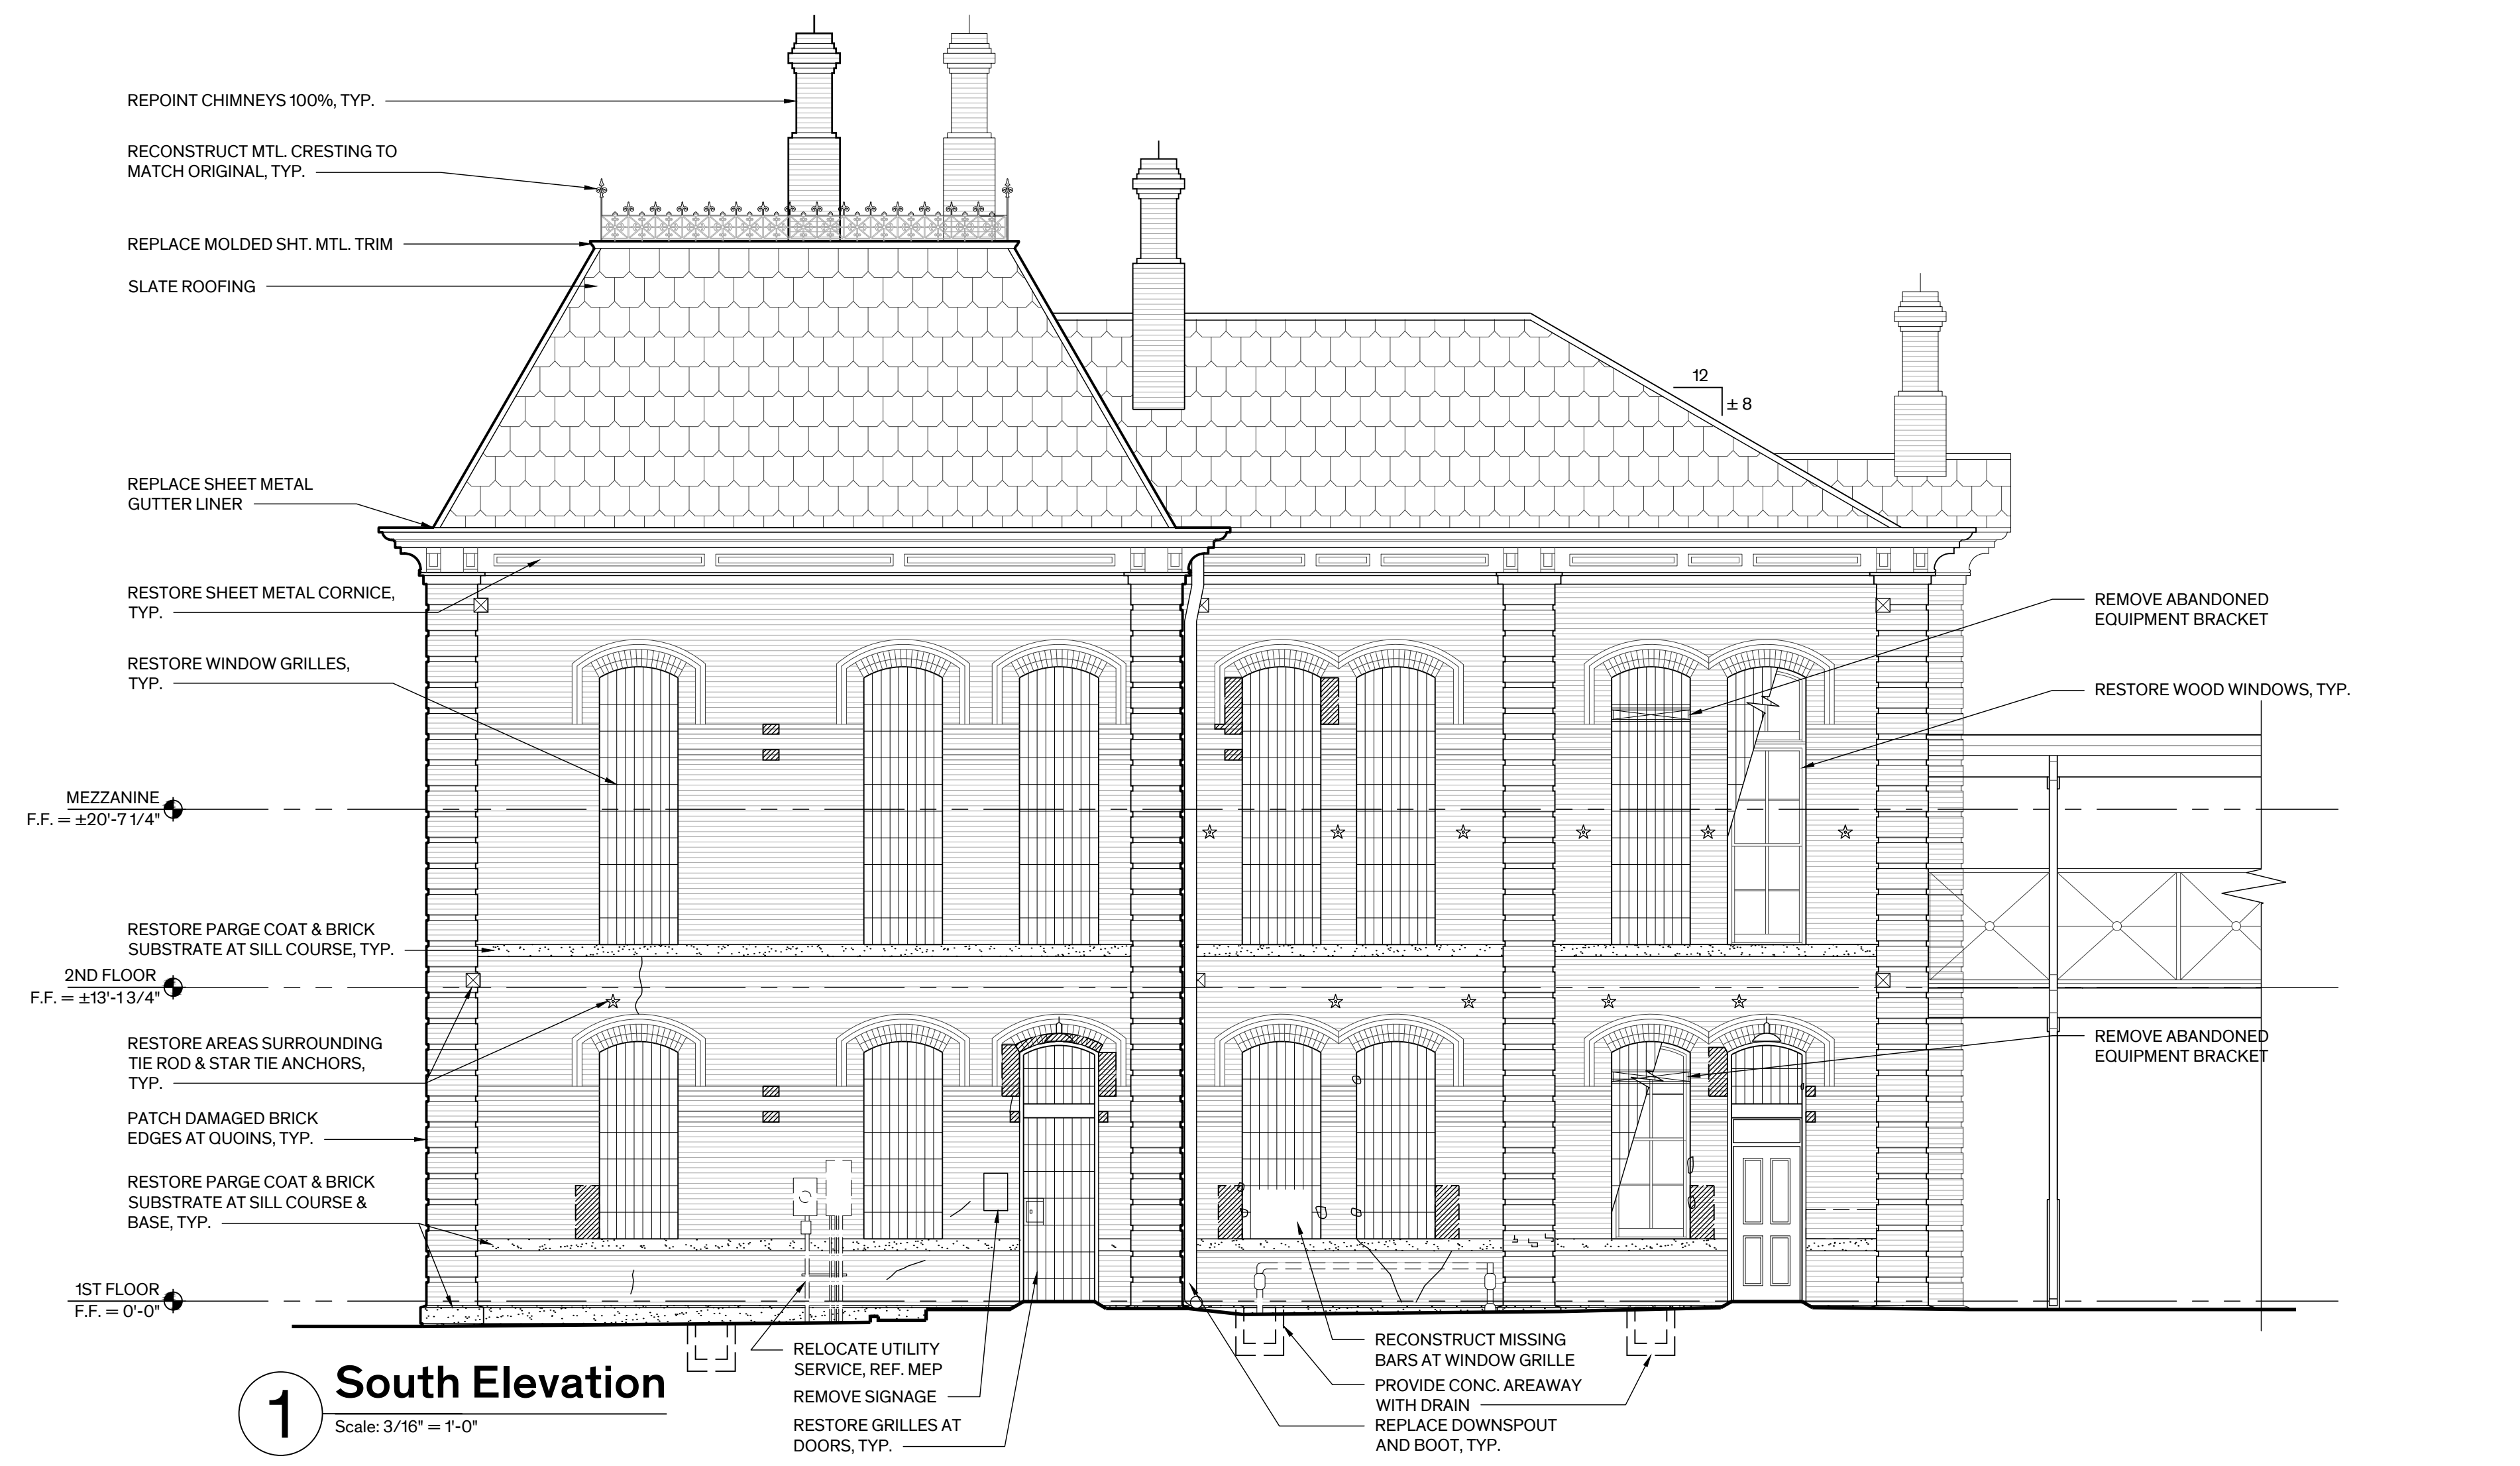 REPOINT CHIMNEYS 100%, TYP.
RECONSTRUCT MTL. CRESTING TO
MATCH ORIGINAL, TYP.
REPLACE MOLDED SHT. MTL. TRIM
SLATE ROOFING
12
± 8
REPLACE SHEET METAL
GUTTER LINER
RESTORE SHEET METAL CORNICE,
TYP.
RESTORE WINDOW GRILLES,
TYP.
MEZZANINE
F.F. = ±20'-7 1/4"
RESTORE PARGE COAT & BRICK
SUBSTRATE AT SILL COURSE, TYP.
2ND FLOOR
F.F. = ±13'-1 3/4"
RESTORE AREAS SURROUNDING
TIE ROD & STAR TIE ANCHORS,
TYP.
PATCH DAMAGED BRICK
EDGES AT QUOINS, TYP.
RESTORE PARGE COAT & BRICK
SUBSTRATE AT SILL COURSE &
BASE, TYP.
1ST FLOOR
F.F. = 0'-0"
REMOVE ABANDONED
EQUIPMENT BRACKET
RESTORE WOOD WINDOWS, TYP.
REMOVE ABANDONED
EQUIPMENT BRACKET
RELOCATE UTILITY
SERVICE, REF. MEP
REMOVE SIGNAGE
RESTORE GRILLES AT
DOORS, TYP.
RECONSTRUCT MISSING
BARS AT WINDOW GRILLE
PROVIDE CONC. AREAWAY
WITH DRAIN
REPLACE DOWNSPOUT
AND BOOT, TYP.
1
South Elevation
Scale: 3/16" = 1'-0"